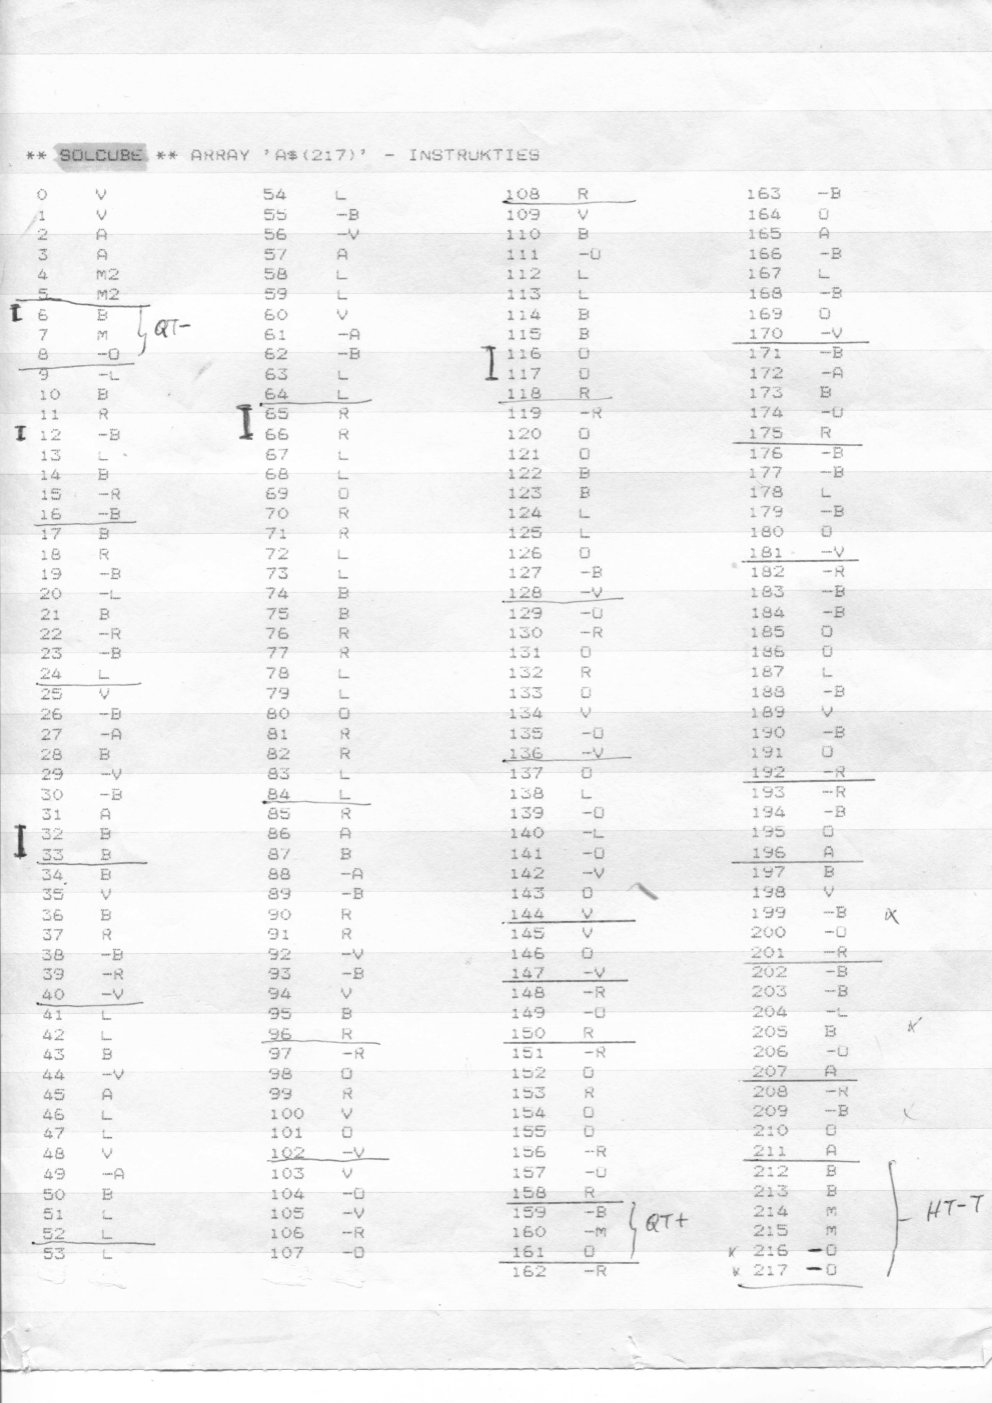 ** SOLCUBE ** ARRAY 'A$(217)' - INSTRUKTIES
0 V
1 V
2 A
3 A
4 M2
5 M2
6 B
7 M
8 -O
QT-
9 -L
10 B
11 R
12 -B
13 L
14 B
15 -R
16 -B
17 B
18 R
19 -B
20 -L
21 B
22 -R
23 -B
24 L
25 V
26 -B
27 -A
28 B
29 -V
30 -B
31 A
32 B
33 B
34 B
35 V
36 B
37 R
38 -B
39 -R
40 -V
41 L
42 L
43 B
44 -V
45 A
46 L
47 L
48 V
49 -A
50 B
51 L
52 L
53 L
54 L
55 -B
56 -V
57 A
58 L
59 L
60 V
61 -A
62 -B
63 L
64 L
65 R
66 R
67 L
68 L
69 O
70 R
71 R
72 L
73 L
74 B
75 B
76 R
77 R
78 L
79 L
80 O
81 R
82 R
83 L
84 L
85 R
86 A
87 B
88 -A
89 -B
90 R
91 R
92 -V
93 -B
94 V
95 B
96 R
97 -R
98 O
99 R
100 V
101 O
102 -V
103 V
104 -O
105 -V
106 -R
107 -O
108 R
109 V
110 B
111 -O
112 L
113 L
114 B
115 B
116 O
117 O
118 R
119 -R
120 O
121 O
122 B
123 B
124 L
125 L
126 O
127 -B
128 -V
129 -O
130 -R
131 O
132 R
133 O
134 V
135 -O
136 -V
137 O
138 L
139 -O
140 -L
141 -O
142 -V
143 O
144 V
145 V
146 O
147 -V
148 -R
149 -O
150 R
151 -R
152 O
153 R
154 O
155 O
156 -R
157 -O
158 R
159 -B
160 -M
161 O
QT+
162 -R
163 -B
164 O
165 A
166 -B
167 L
168 -B
169 O
170 -V
171 -B
172 -A
173 B
174 -O
175 R
176 -B
177 -B
178 L
179 -B
180 O
181 -V
182 -R
183 -B
184 -B
185 O
186 O
187 L
188 -B
189 V
190 -B
191 O
192 -R
193 -R
194 -B
195 O
196 A
197 B
198 V
199 -B
200 -O
201 -R
202 -B
203 -B
204 -L
205 B
206 -O
207 A
208 -R
209 -B
210 O
211 A
212 B
213 B
214 M
215 M
216 -O
217 -O
HT-T